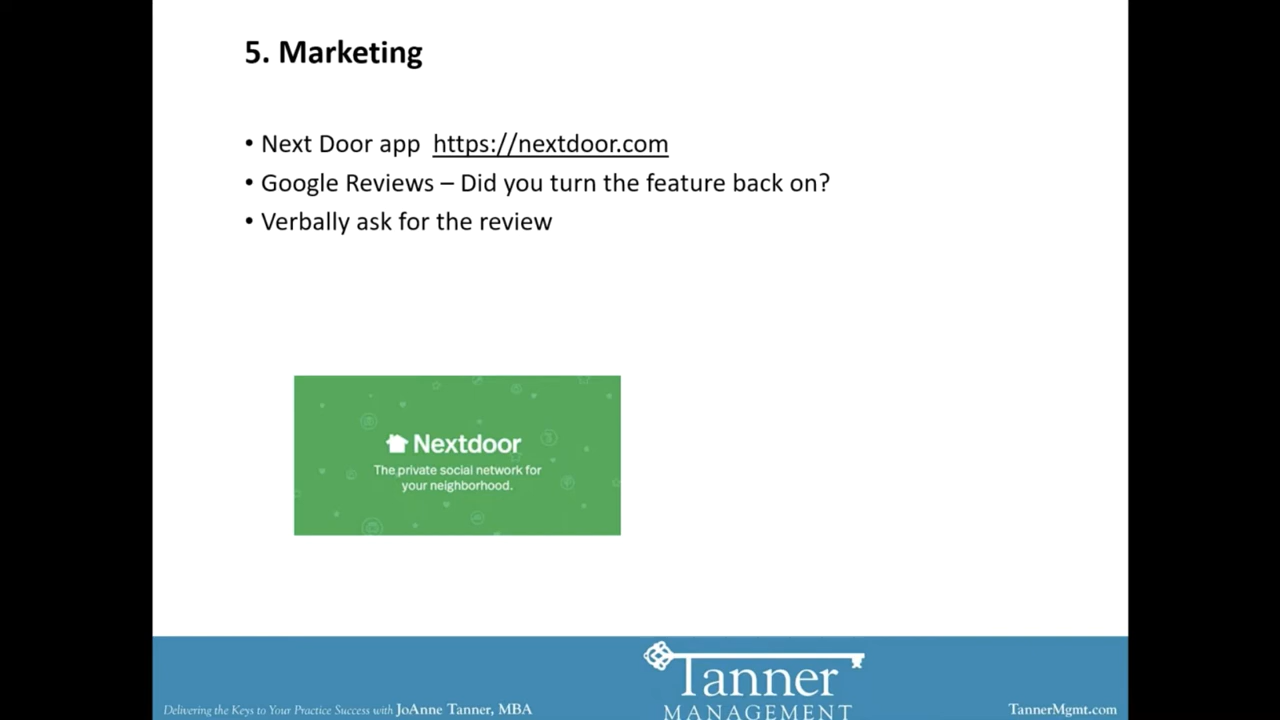 5. Marketing
• Next Door app https://nextdoor.com
• Google Reviews – Did you turn the feature back on?
• Verbally ask for the review
Nextdoor
The private social network for
your neighborhood.
Delivering the Keys to Your Practice Success with JoAnne Tanner, MBA
Tanner
MANAGEMENT
TannerMgmt.com